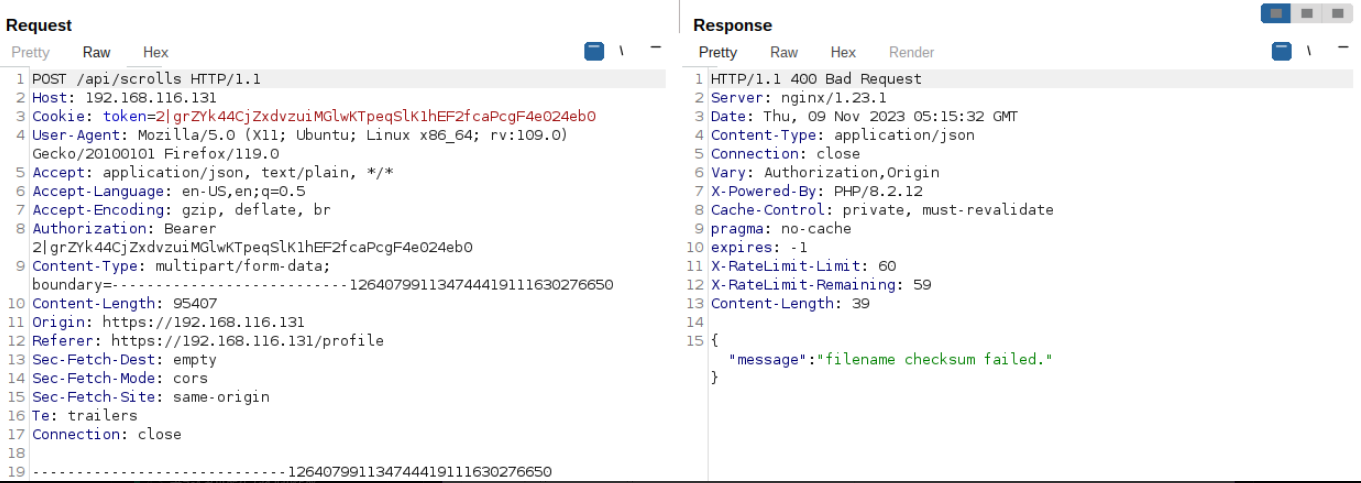 Request
Pretty Raw Hex \
1 POST /api/scrolls HTTP/1.1
2 Host: 192.168.116.131
3 Cookie: token=2|grZYk44CjZxdvzuiMGlwKTpeqSlK1hEF2fcaPcgF4e024eb0
4 User-Agent: Mozilla/5.0 (X11; Ubuntu; Linux x86_64; rv:109.0)
Gecko/20100101 Firefox/119.0
5 Accept: application/json, text/plain, */*
6 Accept-Language: en-US,en;q=0.5
7 Accept-Encoding: gzip, deflate, br
8 Authorization: Bearer
2|grZYk44CjZxdvzuiMGlwKTpeqSlK1hEF2fcaPcgF4e024eb0
9 Content-Type: multipart/form-data;
boundary=---------------------------126407991134744419111630276650
10 Content-Length: 95407
11 Origin: https://192.168.116.131
12 Referer: https://192.168.116.131/profile
13 Sec-Fetch-Dest: empty
14 Sec-Fetch-Mode: cors
15 Sec-Fetch-Site: same-origin
16 Te: trailers
17 Connection: close
18
19 -----------------------------126407991134744419111630276650
Response
Pretty Raw Hex Render \
1 HTTP/1.1 400 Bad Request
2 Server: nginx/1.23.1
3 Date: Thu, 09 Nov 2023 05:15:32 GMT
4 Content-Type: application/json
5 Connection: close
6 Vary: Authorization,Origin
7 X-Powered-By: PHP/8.2.12
8 Cache-Control: private, must-revalidate
9 pragma: no-cache
10 expires: -1
11 X-RateLimit-Limit: 60
12 X-RateLimit-Remaining: 59
13 Content-Length: 39
14
15 {
"message":"filename checksum failed."
}